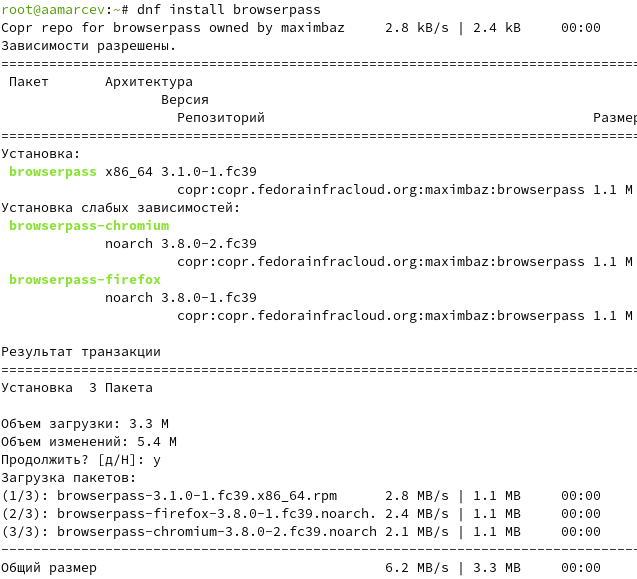 root@aamarcev:~# dnf install browserpass
Copr repo for browserpass owned by maximbaz     2.8 kB/s | 2.4 kB     00:00
Зависимости разрешены.
================================================================================
 Пакет       Архитектура
                    Версия
                      Репозиторий                                         Размер
================================================================================
Установка:
 browserpass x86_64 3.1.0-1.fc39
                      copr:copr.fedorainfracloud.org:maximbaz:browserpass 1.1 M
Установка слабых зависимостей:
 browserpass-chromium
             noarch 3.8.0-2.fc39
                      copr:copr.fedorainfracloud.org:maximbaz:browserpass 1.1 M
 browserpass-firefox
             noarch 3.8.0-1.fc39
                      copr:copr.fedorainfracloud.org:maximbaz:browserpass 1.1 M

Результат транзакции
================================================================================
Установка  3 Пакета

Объем загрузки: 3.3 M
Объем изменений: 5.4 M
Продолжить? [д/Н]: y
Загрузка пакетов:
(1/3): browserpass-3.1.0-1.fc39.x86_64.rpm      2.8 MB/s | 1.1 MB     00:00
(2/3): browserpass-firefox-3.8.0-1.fc39.noarch. 2.4 MB/s | 1.1 MB     00:00
(3/3): browserpass-chromium-3.8.0-2.fc39.noarch 2.1 MB/s | 1.1 MB     00:00
--------------------------------------------------------------------------------
Общий размер                                    6.2 MB/s | 3.3 MB     00:00